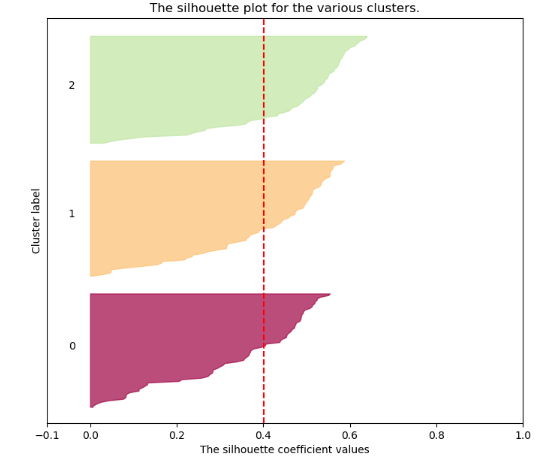 The silhouette plot for the various clusters.
Cluster label
2
1
0
−0.1 0.0 0.2 0.4 0.6 0.8 1.0
The silhouette coefficient values